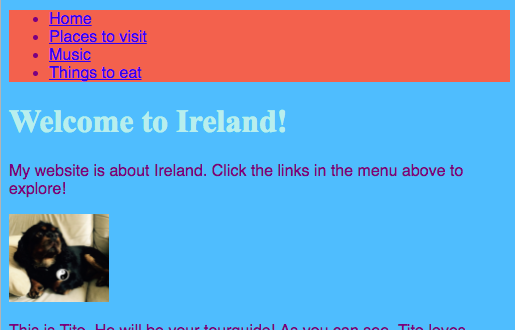 Home
Places to visit
Music
Things to eat
Welcome to Ireland!
My website is about Ireland. Click the links in the menu above to
explore!
This is Tito. He will be your tourguide! As you can see, Tito loves